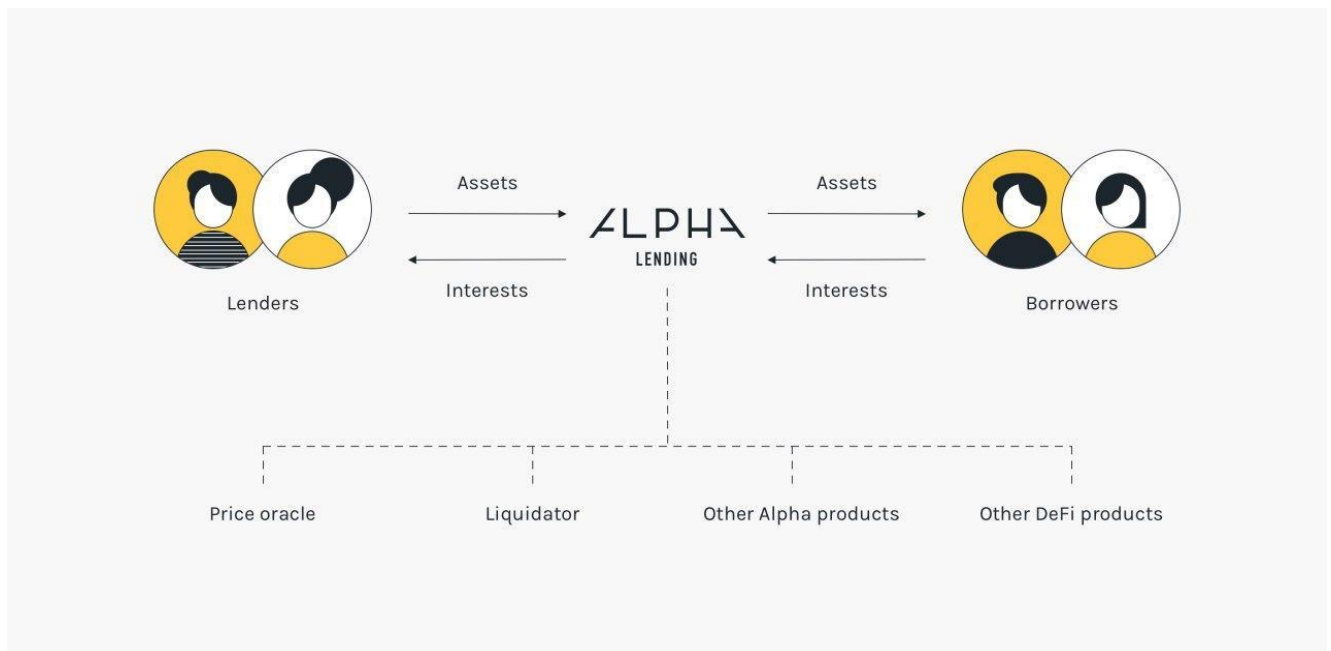 Assets
Assets
ALPHA
LENDING
Interests
Interests
Lenders
Borrowers
Price oracle
Liquidator
Other Alpha products
Other DeFi products